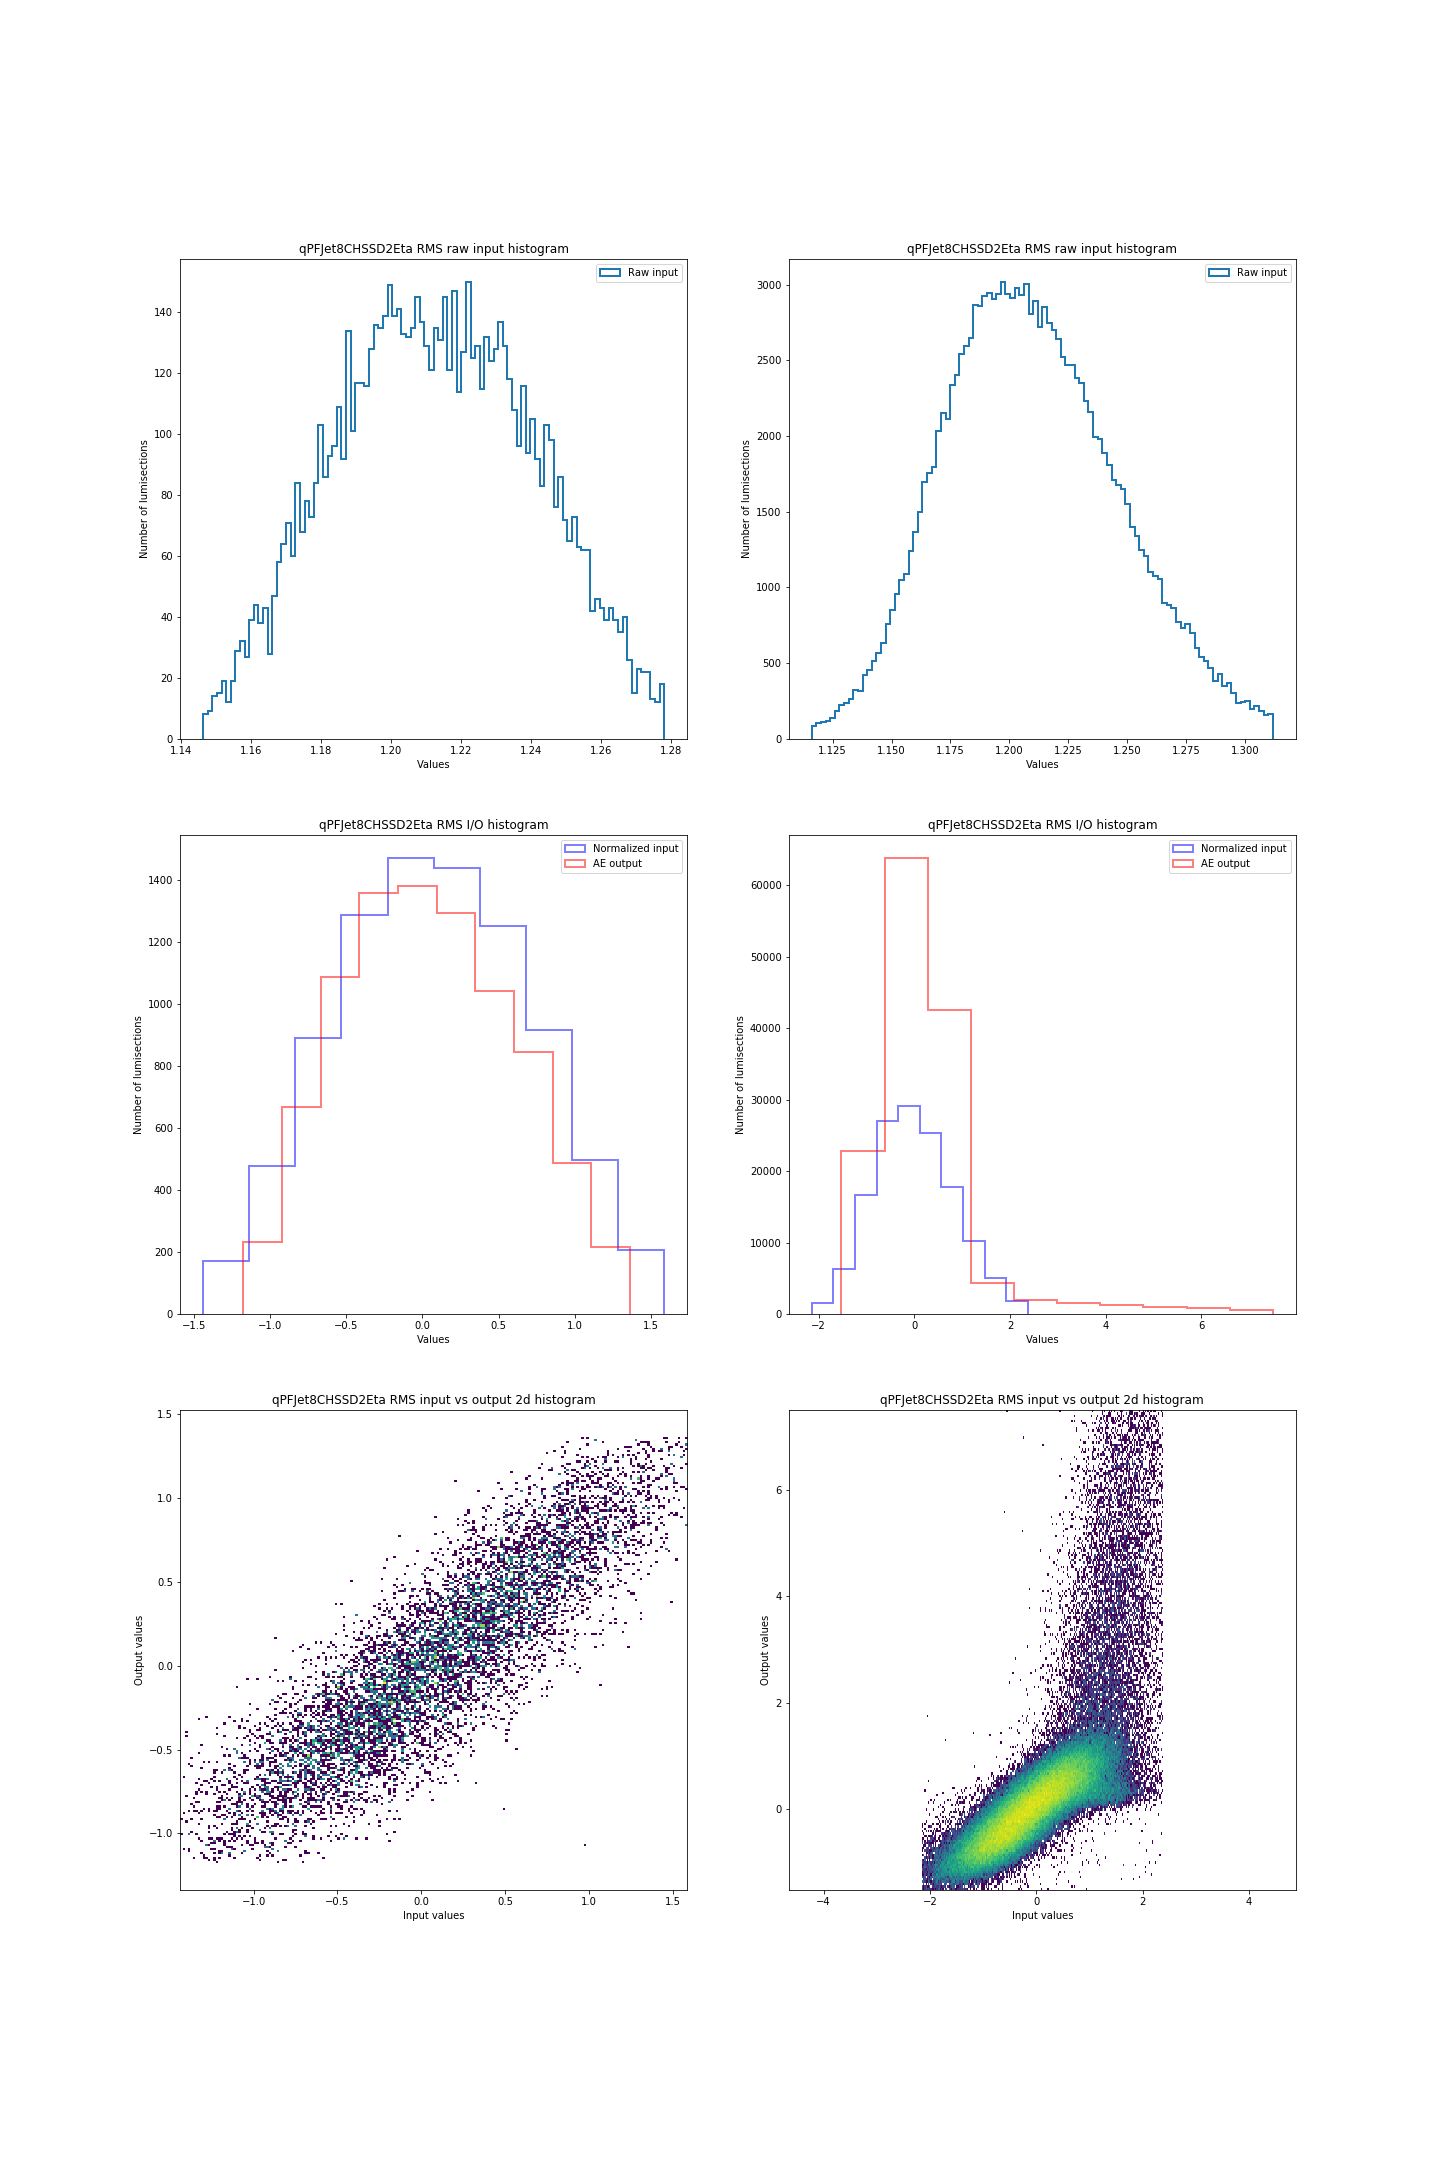 qPFJet8CHSSD2Eta RMS raw input histogram
Raw input
Number of lumisections
0
20
40
60
80
100
120
140
1.14 1.16 1.18 1.20 1.22 1.24 1.26 1.28
Values
qPFJet8CHSSD2Eta RMS raw input histogram
Raw input
Number of lumisections
0
500
1000
1500
2000
2500
3000
1.125 1.150 1.175 1.200 1.225 1.250 1.275 1.300
Values
qPFJet8CHSSD2Eta RMS I/O histogram
Normalized input
AE output
Number of lumisections
0
200
400
600
800
1000
1200
1400
−1.5 −1.0 −0.5 0.0 0.5 1.0 1.5
Values
qPFJet8CHSSD2Eta RMS I/O histogram
Normalized input
AE output
Number of lumisections
0
10000
20000
30000
40000
50000
60000
−2 0 2 4 6
Values
qPFJet8CHSSD2Eta RMS input vs output 2d histogram
Output values
−1.0
−0.5
0.0
0.5
1.0
1.5
−1.0 −0.5 0.0 0.5 1.0 1.5
Input values
qPFJet8CHSSD2Eta RMS input vs output 2d histogram
Output values
0
2
4
6
−4 −2 0 2 4
Input values